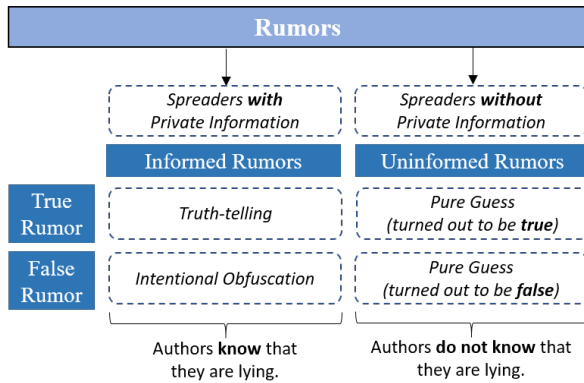 Rumors
Spreaders with
Private Information
Spreaders without
Private Information
Informed Rumors
Uninformed Rumors
True
Rumor
Truth-telling
Pure Guess
(turned out to be true)
False
Rumor
Intentional Obfuscation
Pure Guess
(turned out to be false)
Authors know that
they are lying.
Authors do not know that
they are lying.